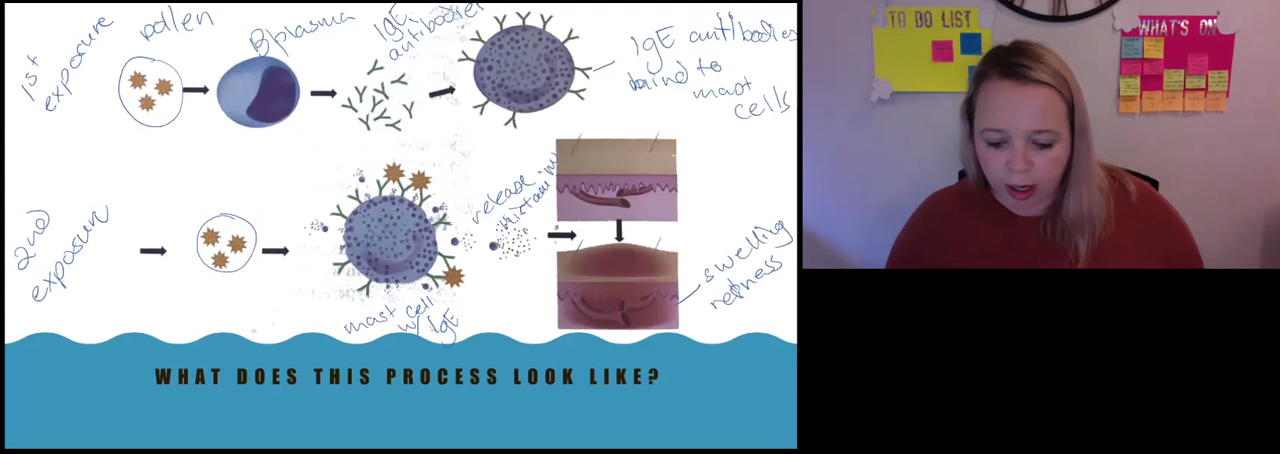 1st
exposure
pollen
B plasma
IgE
antibodies
IgE antibodies
bind to
mast
cells
2nd
exposure
mast cell
w/ IgE
release
histamine
swelling
redness
WHAT DOES THIS PROCESS LOOK LIKE?
TO DO LIST
WHAT'S ON